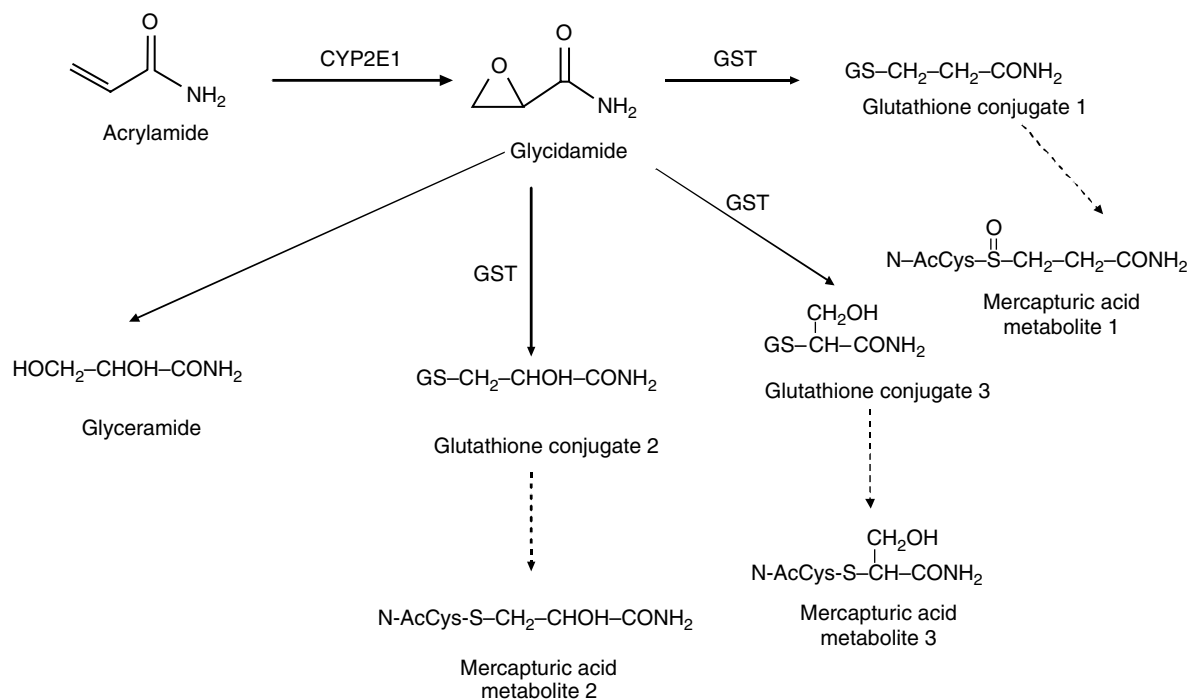 O
NH2
Acrylamide
CYP2E1
O
O
NH2
Glycidamide
GST
GS–CH2–CH2–CONH2
Glutathione conjugate 1
GST
O
N–AcCys–S–CH2–CH2–CONH2
Mercapturic acid
metabolite 1
GST
HOCH2–CHOH–CONH2
Glyceramide
GS–CH2–CHOH–CONH2
Glutathione conjugate 2
CH2OH
GS–CH–CONH2
Glutathione conjugate 3
N-AcCys-S–CH2–CHOH–CONH2
Mercapturic acid
metabolite 2
CH2OH
N-AcCys-S–CH–CONH2
Mercapturic acid
metabolite 3